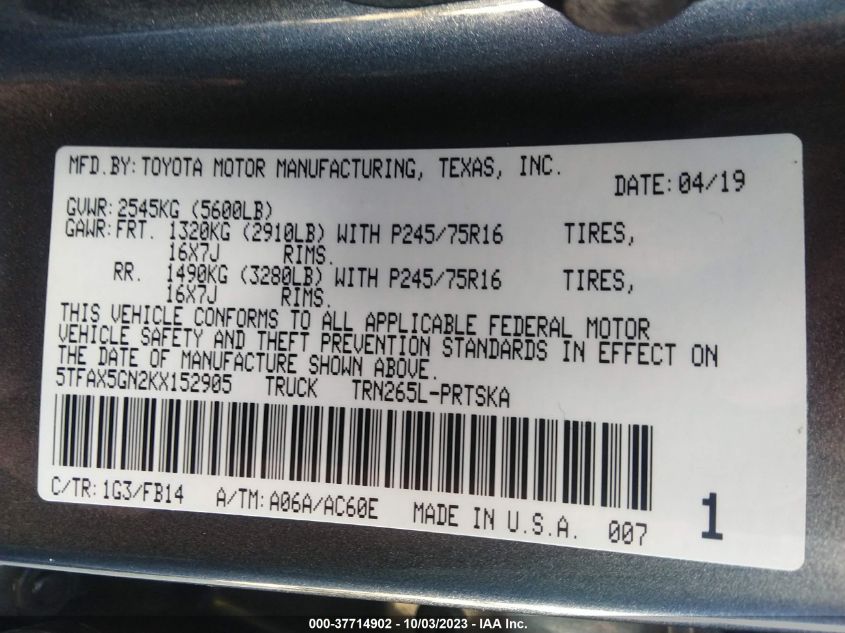 MFD.BY: TOYOTA MOTOR MANUFACTURING, TEXAS, INC.
DATE: 04/19
GVWR: 2545KG (5600LB)
GAWR: FRT. 1320KG (2910LB) WITH P245/75R16 TIRES,
16X7J RIMS.
RR. 1490KG (3280LB) WITH P245/75R16 TIRES,
16X7J RIMS.
THIS VEHICLE CONFORMS TO ALL APPLICABLE FEDERAL MOTOR
VEHICLE SAFETY AND THEFT PREVENTION STANDARDS IN EFFECT ON
THE DATE OF MANUFACTURE SHOWN ABOVE.
5TFAX5GN2KX152905 TRUCK TRN265L-PRTSKA
C/TR: 1G3/FB14 A/TM: A06A/AC60E MADE IN U.S.A. 007 1
000-37714902 - 10/03/2023 - IAA Inc.